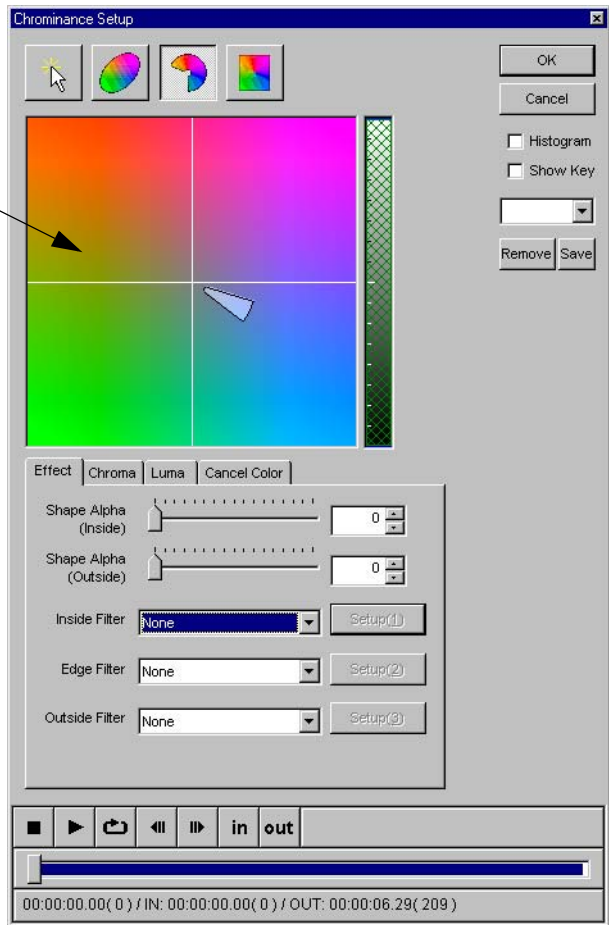 Chrominance Setup
OK
Cancel
Histogram
Show Key
Remove Save
Effect Chroma Luma Cancel Color
Shape Alpha
(Inside)
0
Shape Alpha
(Outside)
0
Inside Filter None Setup(1)
Edge Filter None Setup(2)
Outside Filter None Setup(3)
in out
00:00:00.00( 0 ) / IN: 00:00:00.00( 0 ) / OUT: 00:00:06.29( 209 )